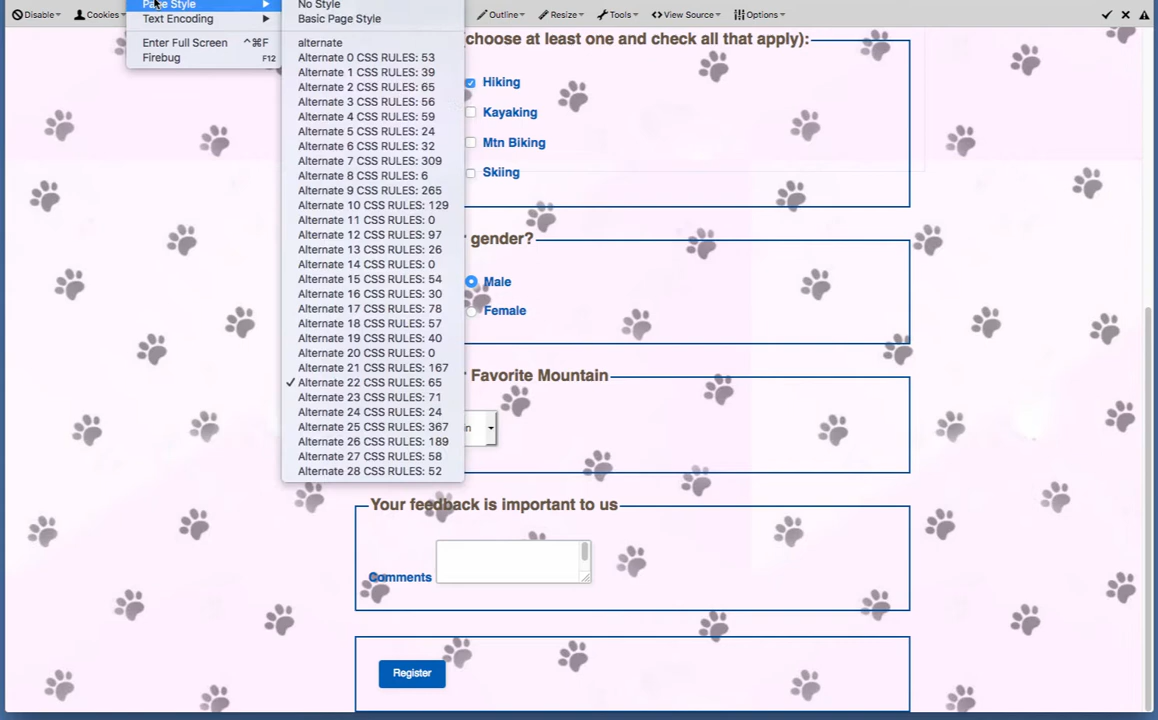 Page Style No Style
Disable Cookies Outline Resize Tools View Source Options
Text Encoding Basic Page Style
Enter Full Screen ^⌘F
Firebug F12
alternate
Alternate 0 CSS RULES: 53
Alternate 1 CSS RULES: 39
Alternate 2 CSS RULES: 65
Alternate 3 CSS RULES: 56
Alternate 4 CSS RULES: 59
Alternate 5 CSS RULES: 24
Alternate 6 CSS RULES: 32
Alternate 7 CSS RULES: 309
Alternate 8 CSS RULES: 6
Alternate 9 CSS RULES: 265
Alternate 10 CSS RULES: 129
Alternate 11 CSS RULES: 0
Alternate 12 CSS RULES: 97
Alternate 13 CSS RULES: 26
Alternate 14 CSS RULES: 0
Alternate 15 CSS RULES: 54
Alternate 16 CSS RULES: 30
Alternate 17 CSS RULES: 78
Alternate 18 CSS RULES: 57
Alternate 19 CSS RULES: 40
Alternate 20 CSS RULES: 0
Alternate 21 CSS RULES: 167
Alternate 22 CSS RULES: 65
Alternate 23 CSS RULES: 71
Alternate 24 CSS RULES: 24
Alternate 25 CSS RULES: 367
Alternate 26 CSS RULES: 189
Alternate 27 CSS RULES: 58
Alternate 28 CSS RULES: 52
(choose at least one and check all that apply):
Hiking
Kayaking
Mtn Biking
Skiing
gender?
Male
Female
Favorite Mountain
in
Your feedback is important to us
Comments
Register